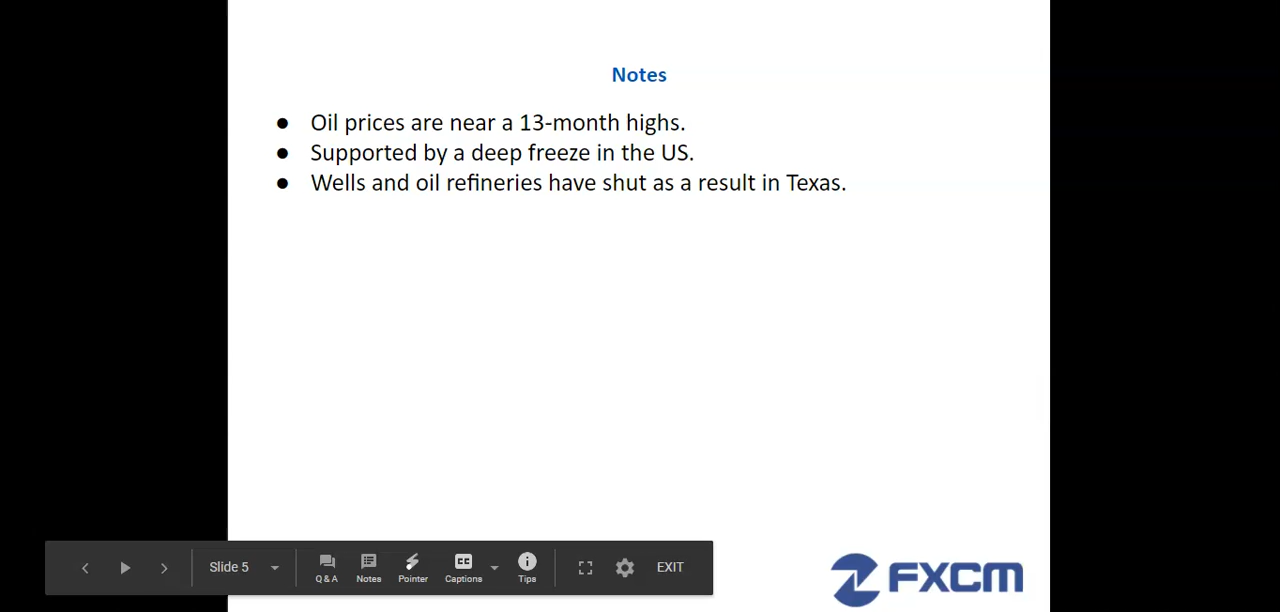 Notes
● Oil prices are near a 13-month highs.
● Supported by a deep freeze in the US.
● Wells and oil refineries have shut as a result in Texas.
Slide 5
Q & A Notes Pointer Captions Tips EXIT
CC
FXCM